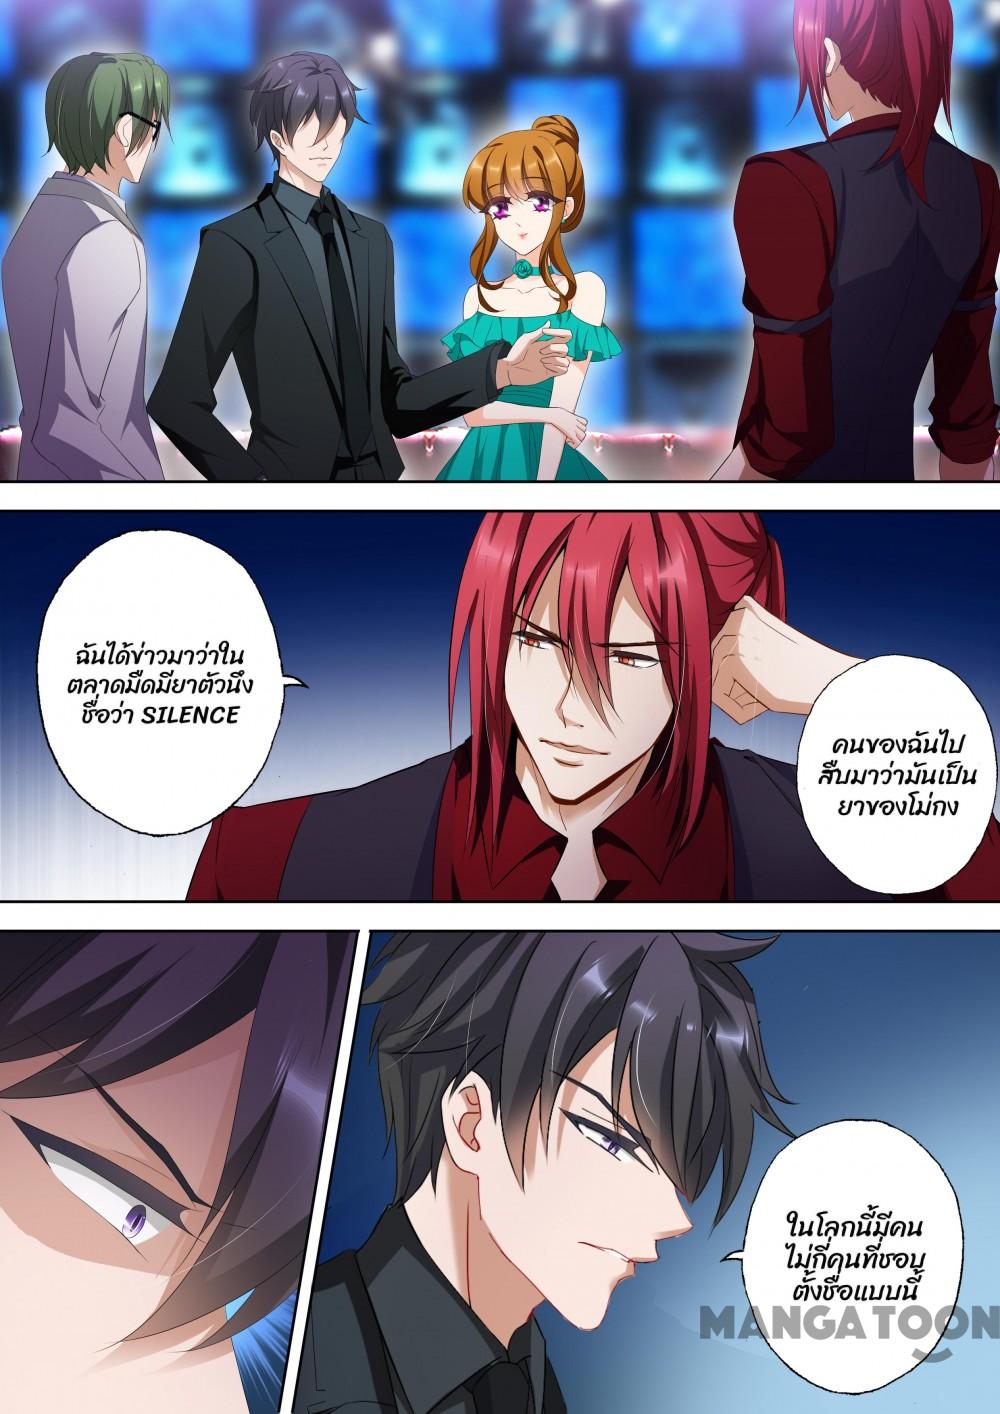 ฉันได้ข่าวมาว่าใน
ตลาดมืดมียาตัวนึง
ชื่อว่า SILENCE
คนของฉันไป
สืบมาว่ามันเป็น
ยาของโม่กง
ในโลกนี้มีคน
ไม่กี่คนที่ชอบ
ตั้งชื่อแบบนี้
MANGATOON